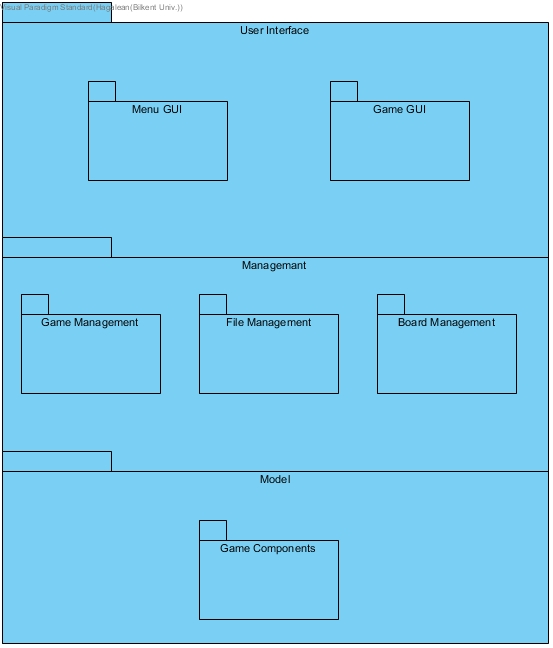 Visual Paradigm Standard(Hagalean(Bilkent Univ.))
User Interface
Menu GUI
Game GUI
Managemant
Game Management
File Management
Board Management
Model
Game Components